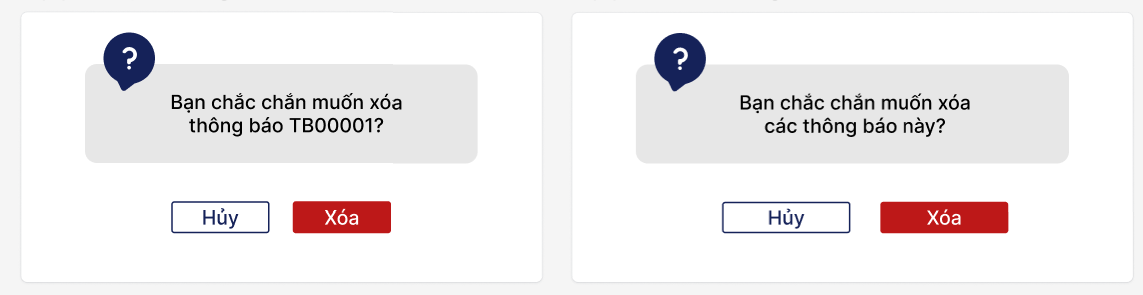 ?
Bạn chắc chắn muốn xóa
thông báo TB00001?
Hủy
Xóa
?
Bạn chắc chắn muốn xóa
các thông báo này?
Hủy
Xóa